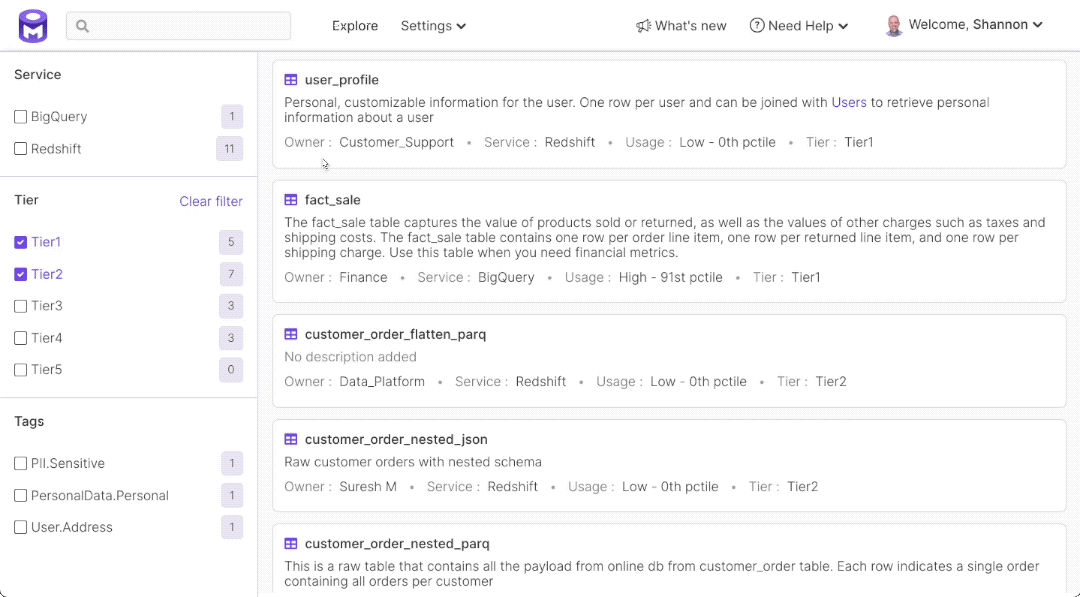 Explore
Settings
What's new
Need Help
Welcome, Shannon
Service
BigQuery 1
Redshift 11
Tier
Clear filter
Tier1 5
Tier2 7
Tier3 3
Tier4 3
Tier5 0
Tags
PII.Sensitive 1
PersonalData.Personal 1
User.Address 1
user_profile
Personal, customizable information for the user. One row per user and can be joined with Users to retrieve personal
information about a user
Owner : Customer_Support • Service : Redshift • Usage : Low - 0th pctile • Tier : Tier1
fact_sale
The fact_sale table captures the value of products sold or returned, as well as the values of other charges such as taxes and
shipping costs. The fact_sale table contains one row per order line item, one row per returned line item, and one row per
shipping charge. Use this table when you need financial metrics.
Owner : Finance • Service : BigQuery • Usage : High - 91st pctile • Tier : Tier1
customer_order_flatten_parq
No description added
Owner : Data_Platform • Service : Redshift • Usage : Low - 0th pctile • Tier : Tier2
customer_order_nested_json
Raw customer orders with nested schema
Owner : Suresh M • Service : Redshift • Usage : Low - 0th pctile • Tier : Tier2
customer_order_nested_parq
This is a raw table that contains all the payload from online db from customer_order table. Each row indicates a single order
containing all orders per customer